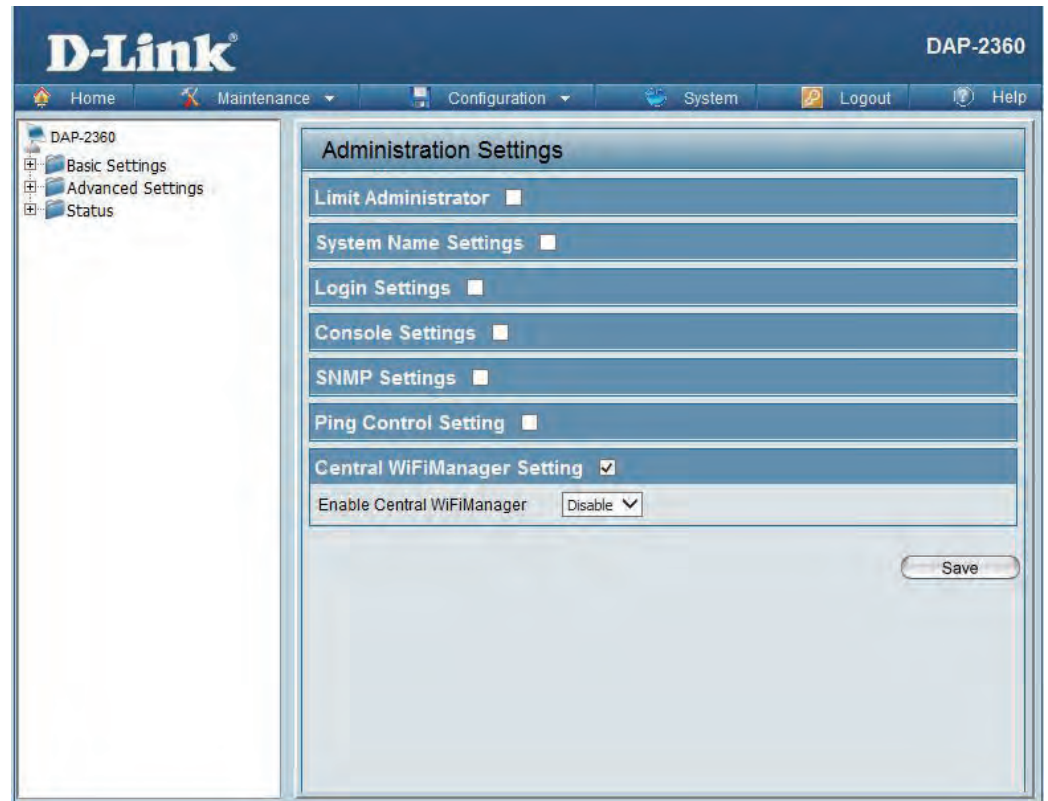 D-Link®
DAP-2360
Home
Maintenance
Configuration
System
Logout
Help
DAP-2360
Basic Settings
Advanced Settings
Status
Administration Settings
Limit Administrator
System Name Settings
Login Settings
Console Settings
SNMP Settings
Ping Control Setting
Central WiFiManager Setting
Enable Central WiFiManager Disable
Save